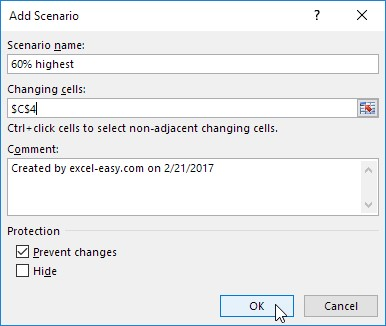 Add Scenario
? ×
Scenario name:
60% highest
Changing cells:
$C$4
Ctrl+click cells to select non-adjacent changing cells.
Comment:
Created by excel-easy.com on 2/21/2017
Protection
Prevent changes
Hide
OK Cancel